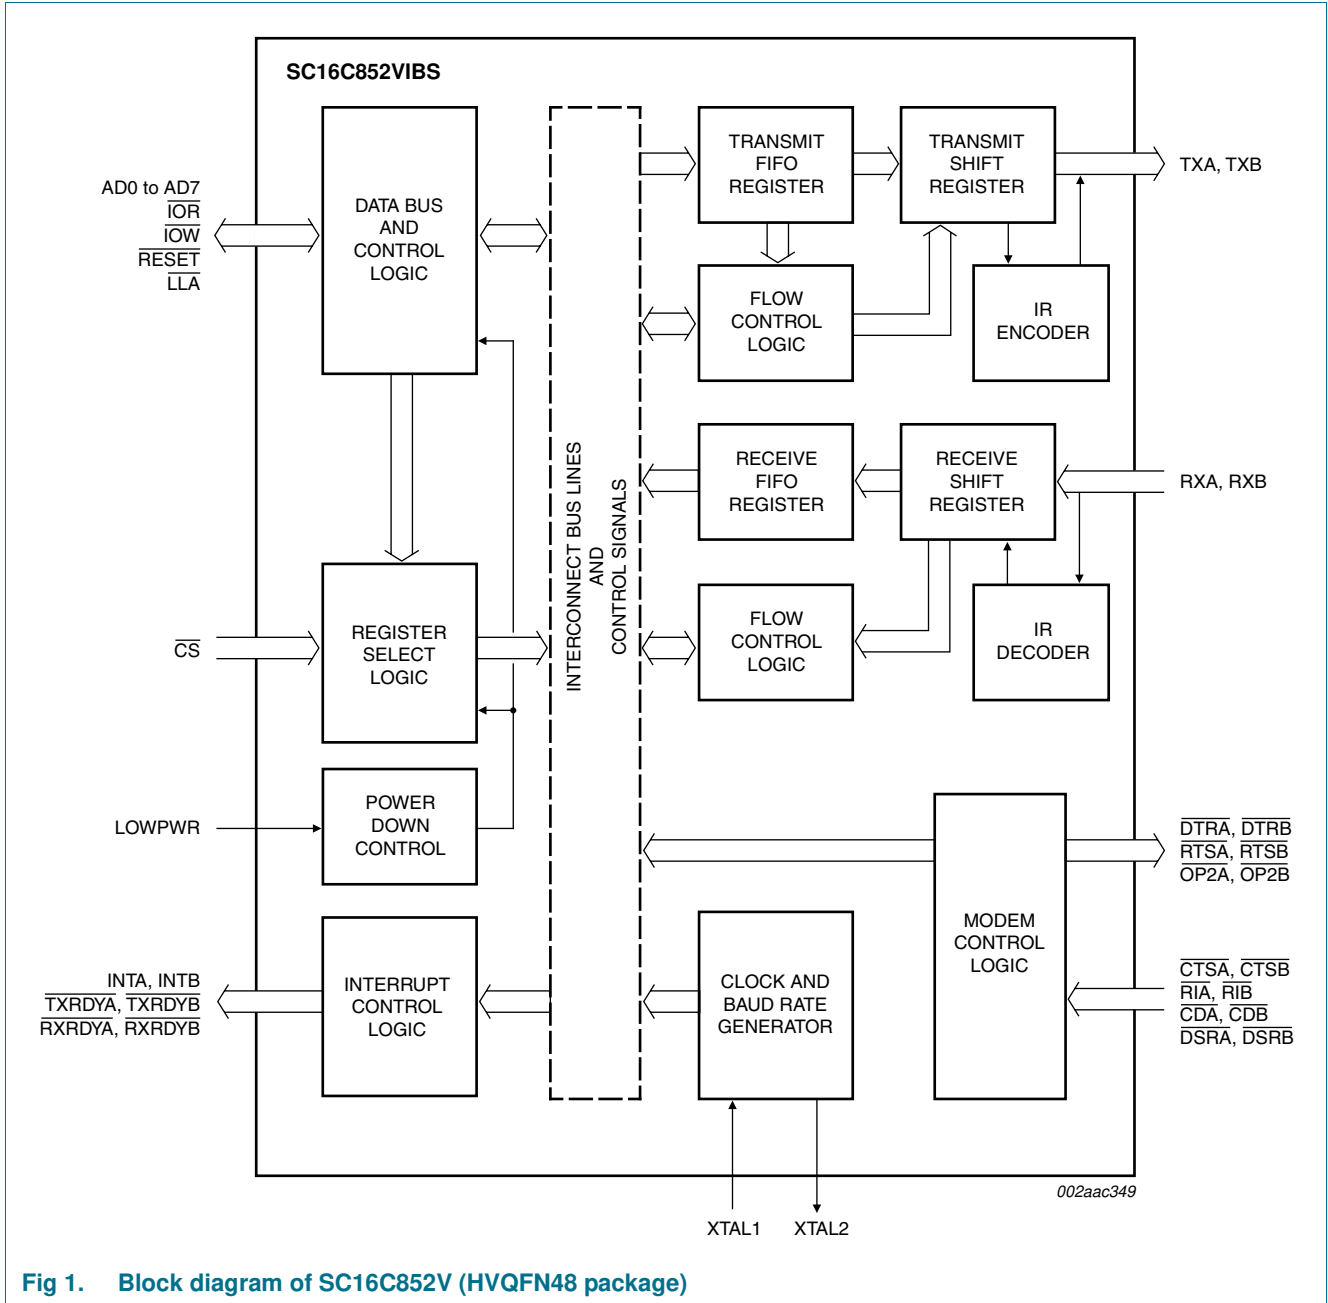 SC16C852VIBS
AD0 to AD7
IOR
IOW
RESET
LLA
DATA BUS
AND
CONTROL
LOGIC
TRANSMIT
FIFO
REGISTER
TRANSMIT
SHIFT
REGISTER
TXA, TXB
FLOW
CONTROL
LOGIC
IR
ENCODER
INTERCONNECT BUS LINES
AND
CONTROL SIGNALS
RECEIVE
FIFO
REGISTER
RECEIVE
SHIFT
REGISTER
RXA, RXB
CS
REGISTER
SELECT
LOGIC
FLOW
CONTROL
LOGIC
IR
DECODER
LOWPWR
POWER
DOWN
CONTROL
DTRA, DTRB
RTSA, RTSB
OP2A, OP2B
MODEM
CONTROL
LOGIC
INTA, INTB
TXRDYA, TXRDYB
RXRDYA, RXRDYB
INTERRUPT
CONTROL
LOGIC
CLOCK AND
BAUD RATE
GENERATOR
CTSA, CTSB
RIA, RIB
CDA, CDB
DSRA, DSRB
002aac349
XTAL1
XTAL2
Fig 1. Block diagram of SC16C852V (HVQFN48 package)